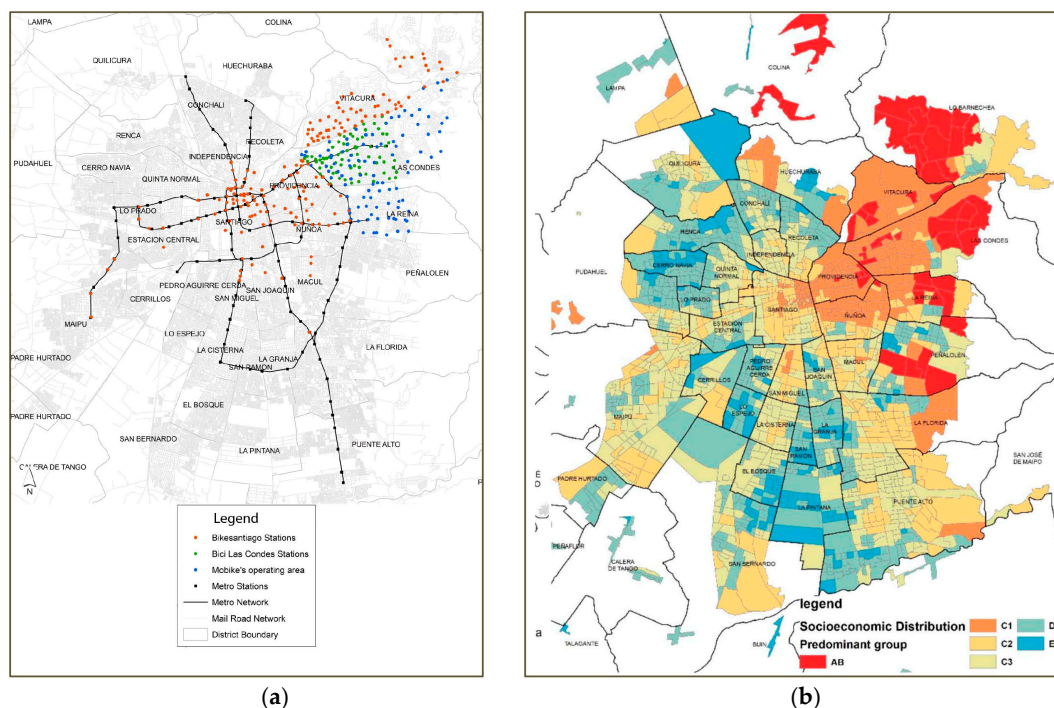 LAMPA
COLINA
QUILICURA
HUECHURABA
VITACURA
CONCHALI
RENCA
RECOLETA
INDEPENDENCIA
PUDAHUEL
CERRO NAVIA
LAS CONDES
QUINTA NORMAL
PROVIDENCIA
LO PRADO
LA REINA
SANTIAGO
ÑUÑOA
ESTACION CENTRAL
PEÑALOLEN
PEDRO AGUIRRE CERDA
MACUL
SAN JOAQUIN
CERRILLOS
SAN MIGUEL
MAIPU
LO ESPEJO
LA CISTERNA
LA FLORIDA
PADRE HURTADO
LA GRANJA
SAN RAMON
EL BOSQUE
PADRE HURTADO
SAN BERNARDO
PUENTE ALTO
LA PINTANA
CALERA DE TANGO
N
P
Legend
Bikesantiago Stations
Bici Las Condes Stations
Mobike's operating area
Metro Stations
Metro Network
Mail Road Network
District Boundary
(a)
COLINA
LAMPA
LO BARNECHEA
QUILICURA
HUECHURABA
VITACURA
CONCHALI
RENCA
RECOLETA
LAS CONDES
INDEPENDENCIA
CERRO NAVIA
PUDAHUEL
QUINTA
NORMAL
PROVIDENCIA
LO PRADO
LA REINA
SANTIAGO
ÑUÑOA
ESTACION
CENTRAL
PEÑALOLEN
PEDRO
AGUIRRE
CERDA
MACUL
SAN
JOAQUIN
CERRILLOS
SAN MIGUEL
LO
ESPEJO
MAIPU
LA CISTERNA
LA
GRANJA
LA FLORIDA
SAN
RAMON
SAN JOSÉ
DE MAIPO
EL BOSQUE
PADRE HURTADO
PUENTE ALTO
LA PINTANA
PEÑAFLOR
CALERA
DE TANGO
SAN BERNARDO
TALAGANTE
BUIN
a
legend
Socioeconomic Distribution
Predominant group
AB
C1
C2
C3
D
E
(b)